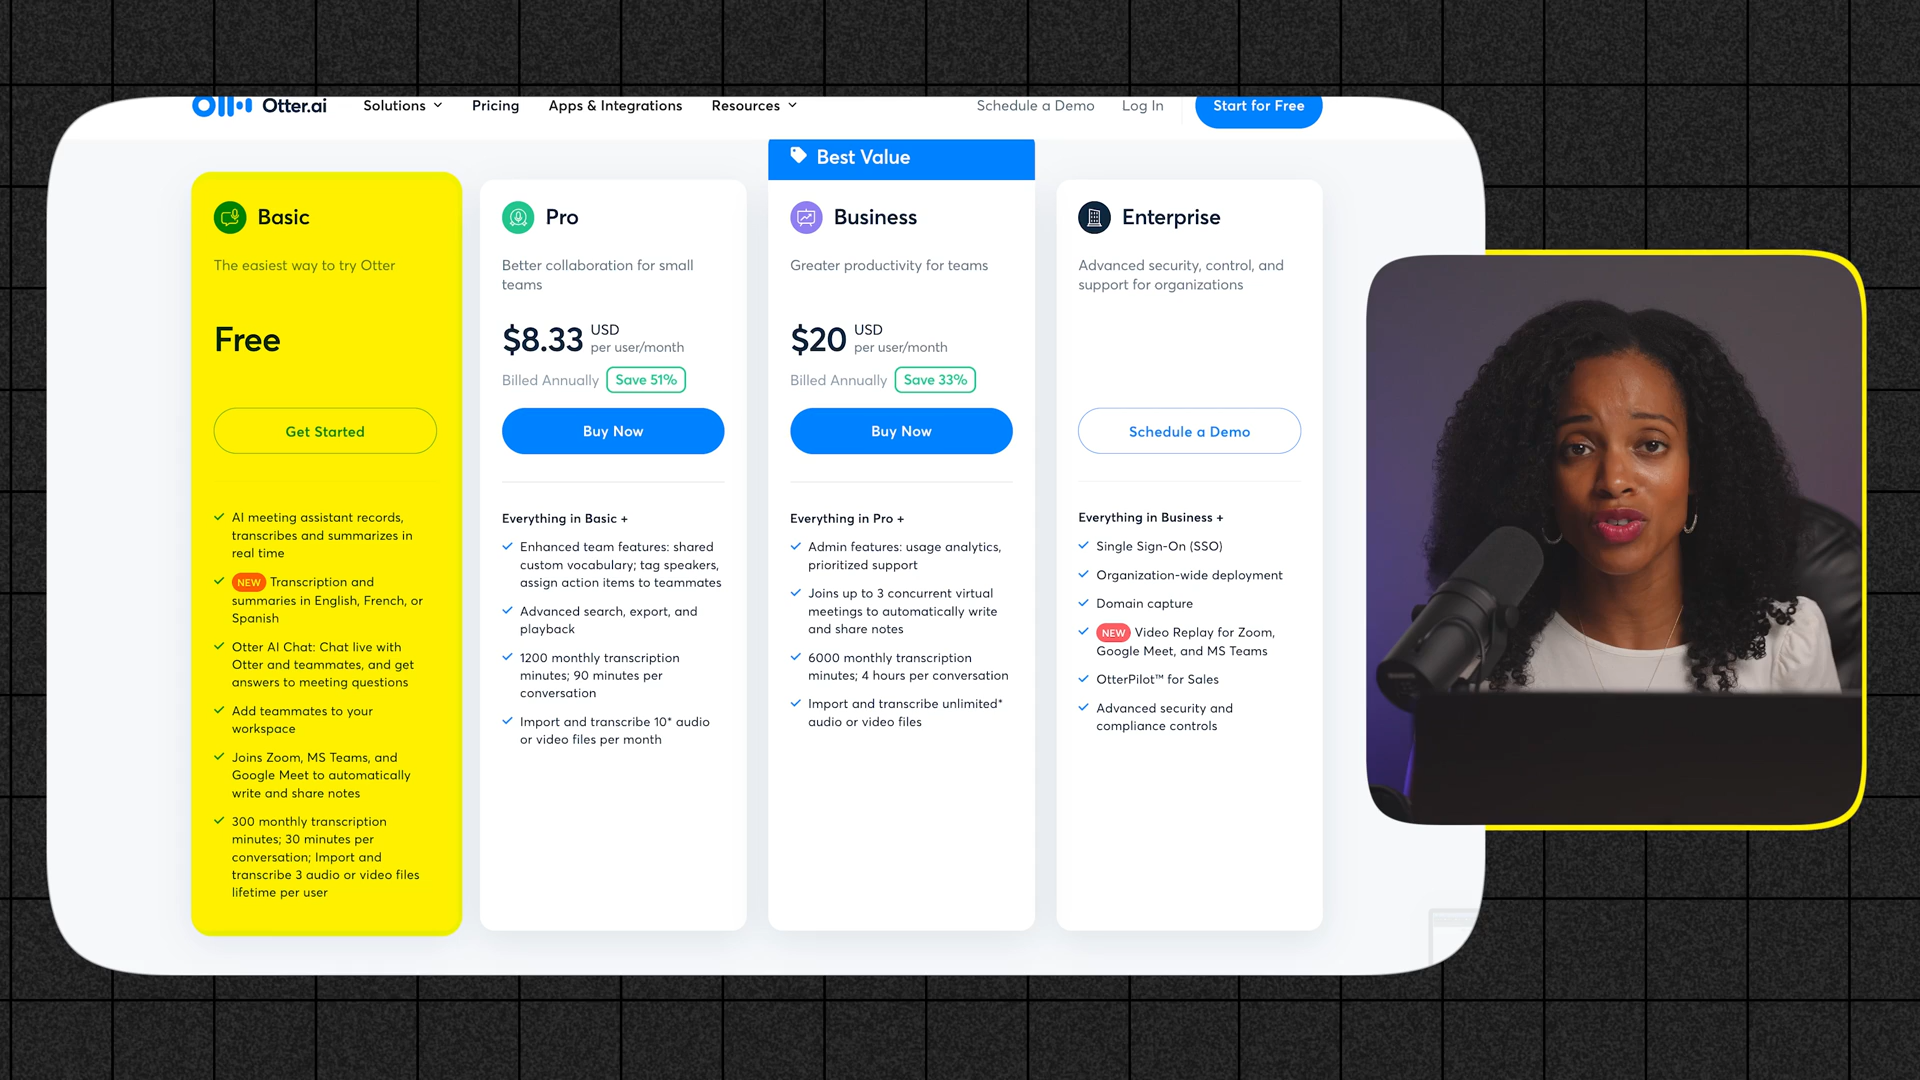 Otter.ai
Solutions
Pricing
Apps & Integrations
Resources
Schedule a Demo
Log In
Start for Free
Basic
The easiest way to try Otter
Free
Get Started
AI meeting assistant records,
transcribes and summarizes in
real time
NEW Transcription and
summaries in English, French, or
Spanish
Otter AI Chat: Chat live with
Otter and teammates, and get
answers to meeting questions
Add teammates to your
workspace
Joins Zoom, MS Teams, and
Google Meet to automatically
write and share notes
300 monthly transcription
minutes; 30 minutes per
conversation; Import and
transcribe 3 audio or video files
lifetime per user
Pro
Better collaboration for small
teams
$8.33 USD
per user/month
Billed Annually Save 51%
Buy Now
Everything in Basic +
Enhanced team features: shared
custom vocabulary; tag speakers,
assign action items to teammates
Advanced search, export, and
playback
1200 monthly transcription
minutes; 90 minutes per
conversation
Import and transcribe 10* audio
or video files per month
Best Value
Business
Greater productivity for teams
$20 USD
per user/month
Billed Annually Save 33%
Buy Now
Everything in Pro +
Admin features: usage analytics,
prioritized support
Joins up to 3 concurrent virtual
meetings to automatically write
and share notes
6000 monthly transcription
minutes; 4 hours per conversation
Import and transcribe unlimited*
audio or video files
Enterprise
Advanced security, control, and
support for organizations
Schedule a Demo
Everything in Business +
Single Sign-On (SSO)
Organization-wide deployment
Domain capture
NEW Video Replay for Zoom,
Google Meet, and MS Teams
OtterPilot™ for Sales
Advanced security and
compliance controls